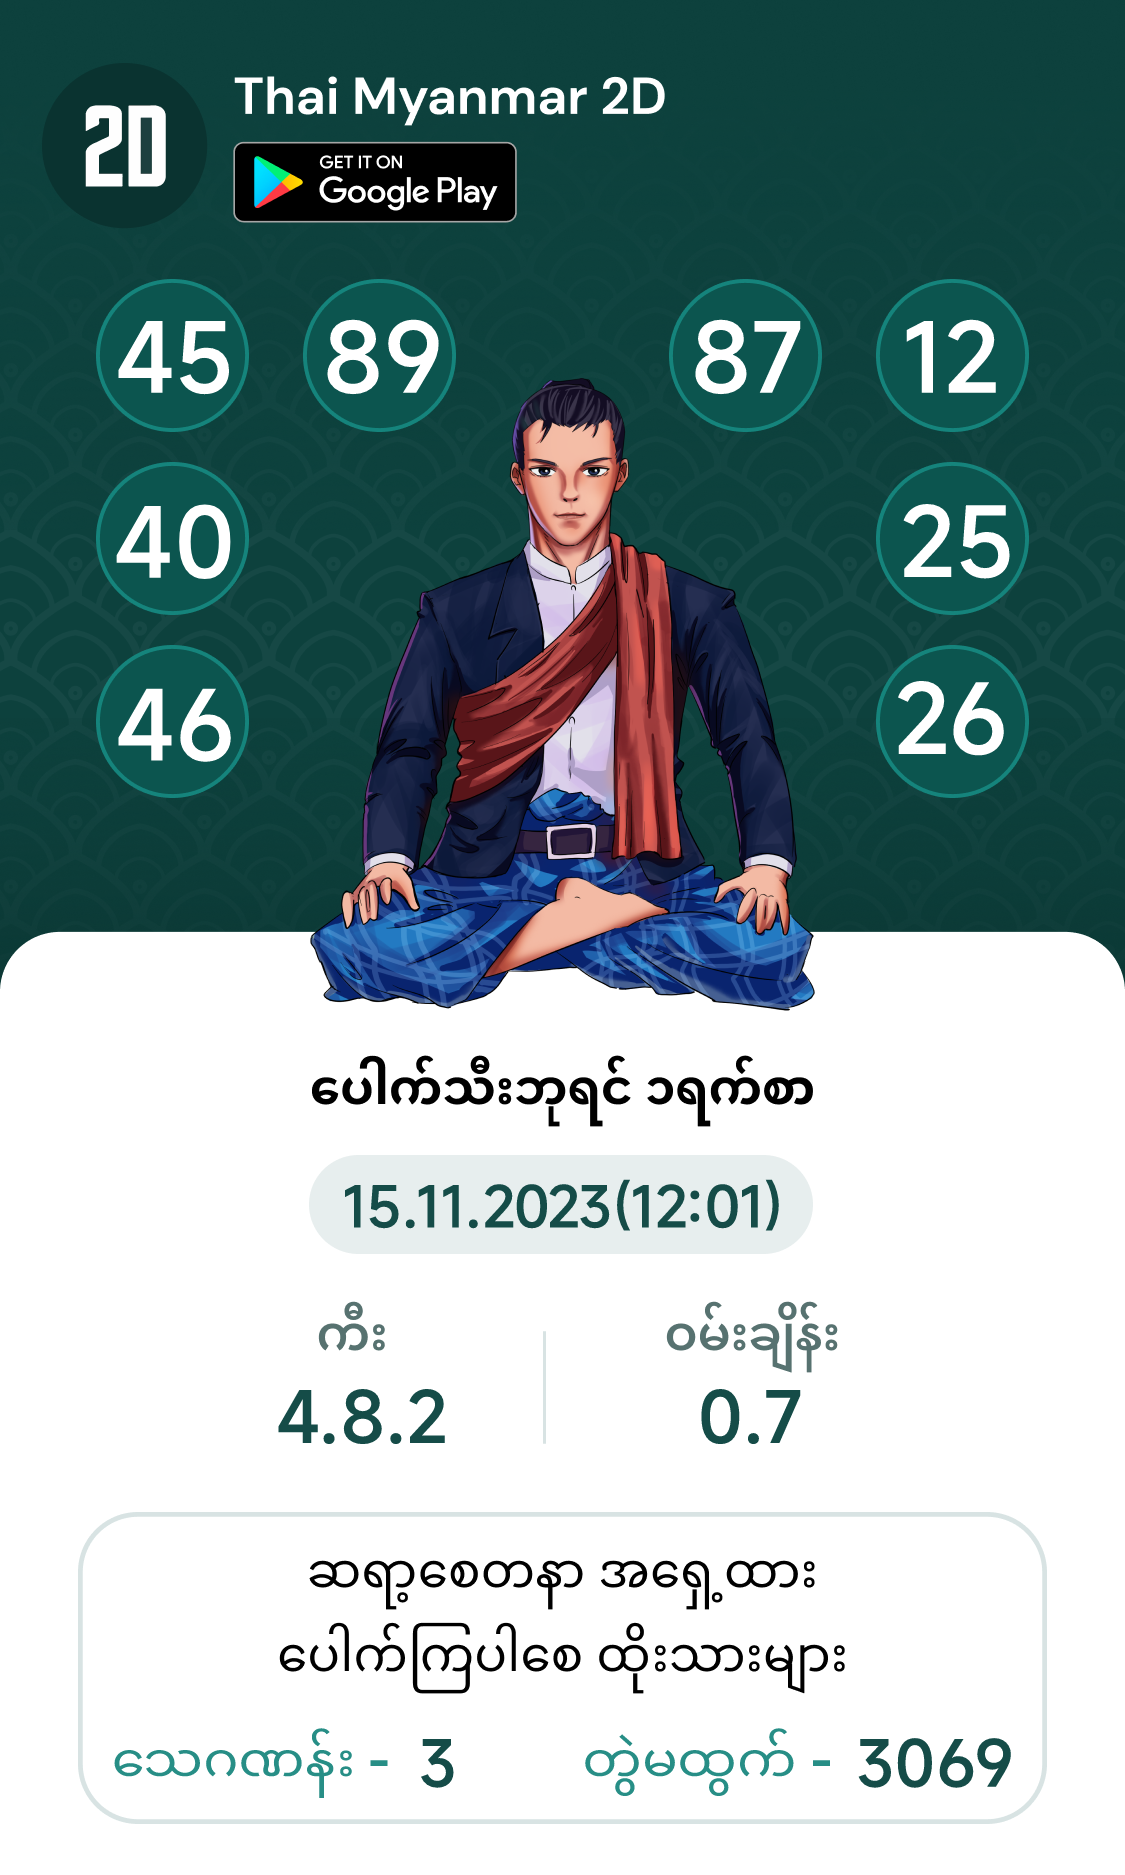 2D
Thai Myanmar 2D
GET IT ON
Google Play
45 89 87 12
40 25
46 26
ပေါက်သီးဘုရင် ၁ရက်စာ
15.11.2023(12:01)
ကီး ဝမ်းချိန်း
4.8.2 0.7
ဆရာ့စေတနာ အရှေ့ထား
ပေါက်ကြပါစေ ထိုးသားများ
သေဂဏန်း - 3 တွဲမထွက် - 3069